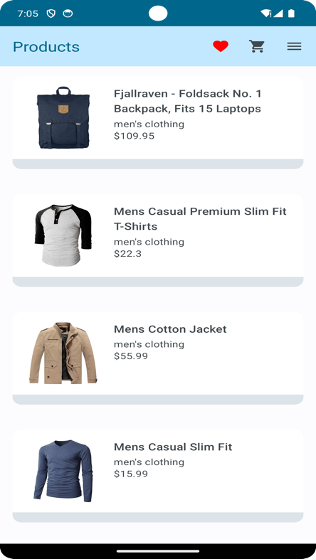 7:05
Products
Fjallraven - Foldsack No. 1
Backpack, Fits 15 Laptops
men's clothing
$109.95
Mens Casual Premium Slim Fit
T-Shirts
men's clothing
$22.3
Mens Cotton Jacket
men's clothing
$55.99
Mens Casual Slim Fit
men's clothing
$15.99